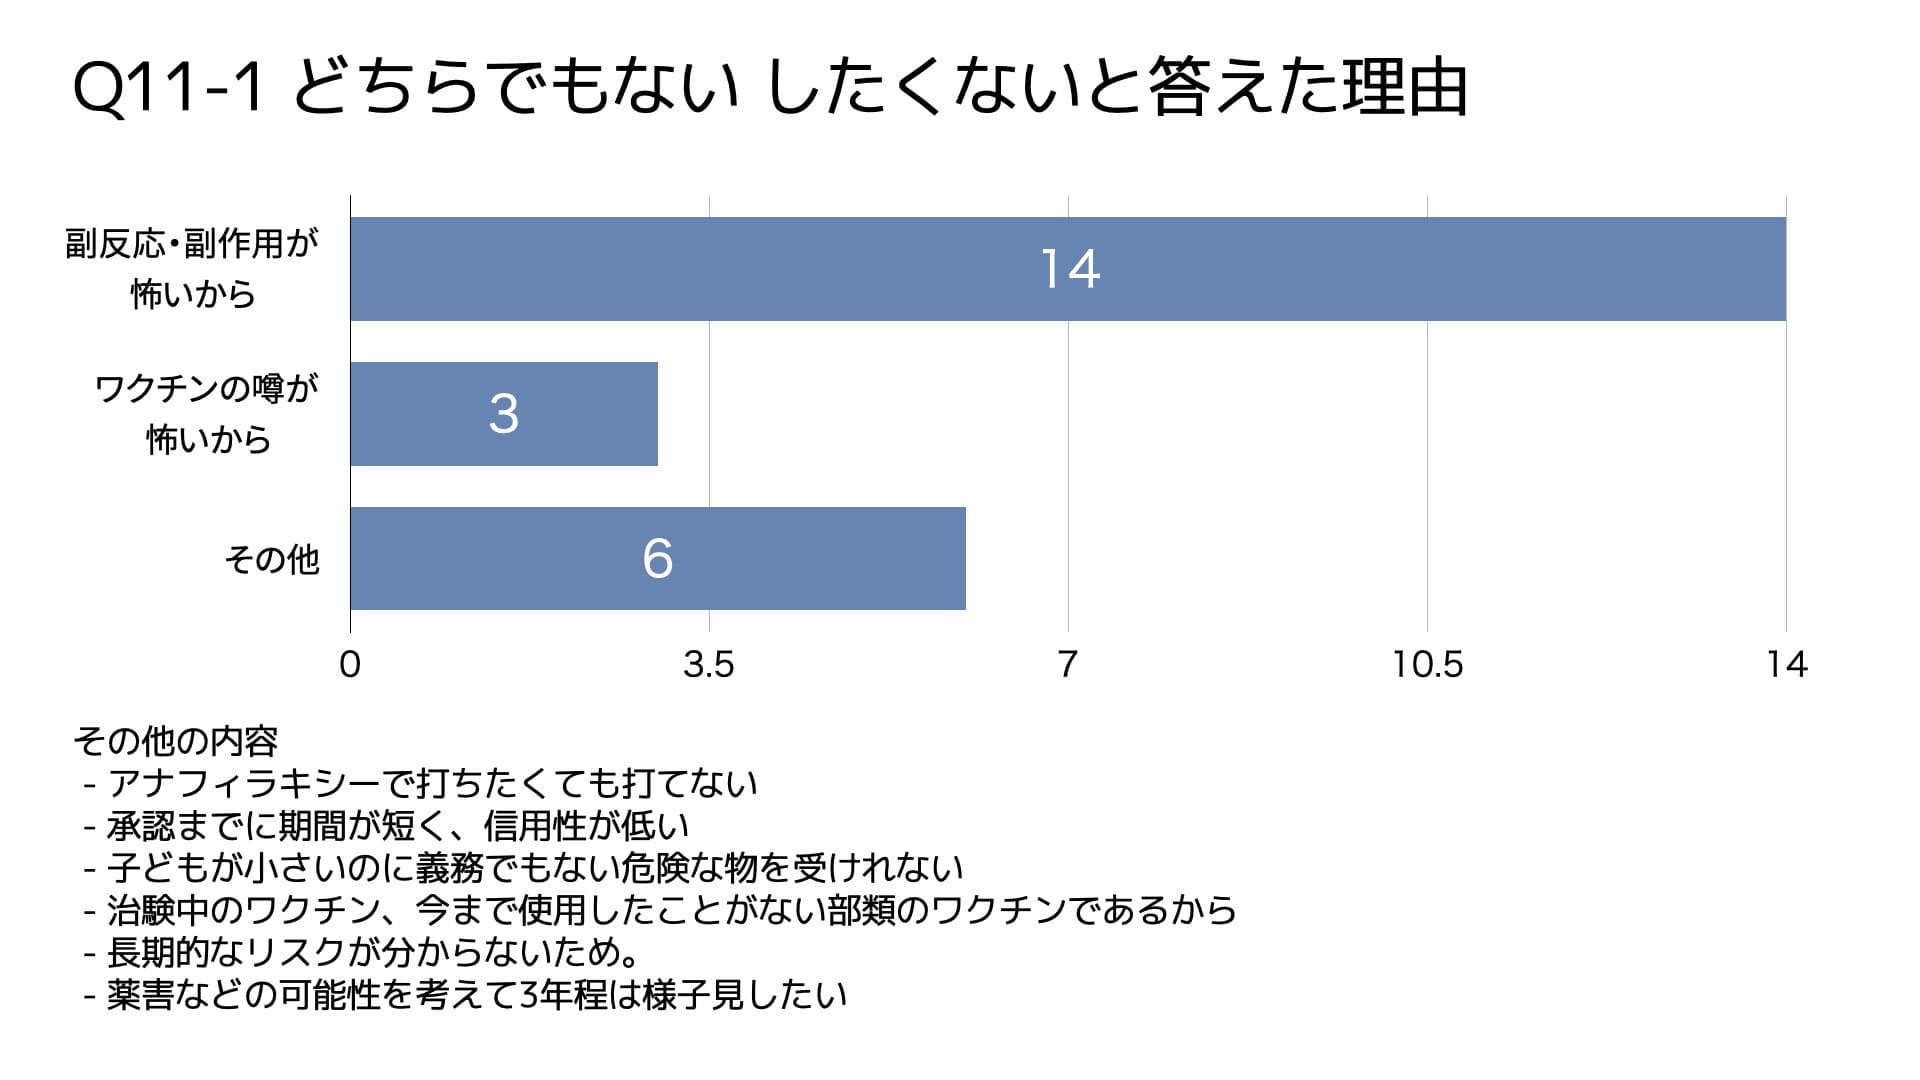 Q11-1 どちらでもない したくないと答えた理由
副反応・副作用が
怖いから
14
ワクチンの噂が
怖いから
3
その他
6
0 3.5 7 10.5 14
その他の内容
- アナフィラキシーで打ちたくても打てない
- 承認までに期間が短く、信用性が低い
- 子どもが小さいのに義務でもない危険な物を受けれない
- 治験中のワクチン、今まで使用したことがない部類のワクチンであるから
- 長期的なリスクが分からないため。
- 薬害などの可能性を考えて3年程は様子見したい